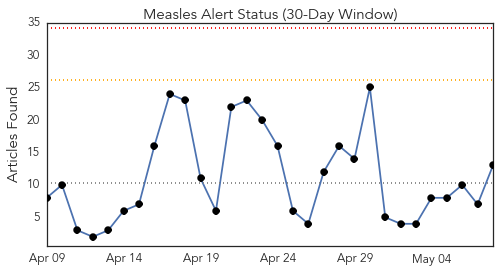 Measles Alert Status (30-Day Window)
Articles Found
35
30
25
20
15
10
5
Apr 09
Apr 14
Apr 19
Apr 24
Apr 29
May 04